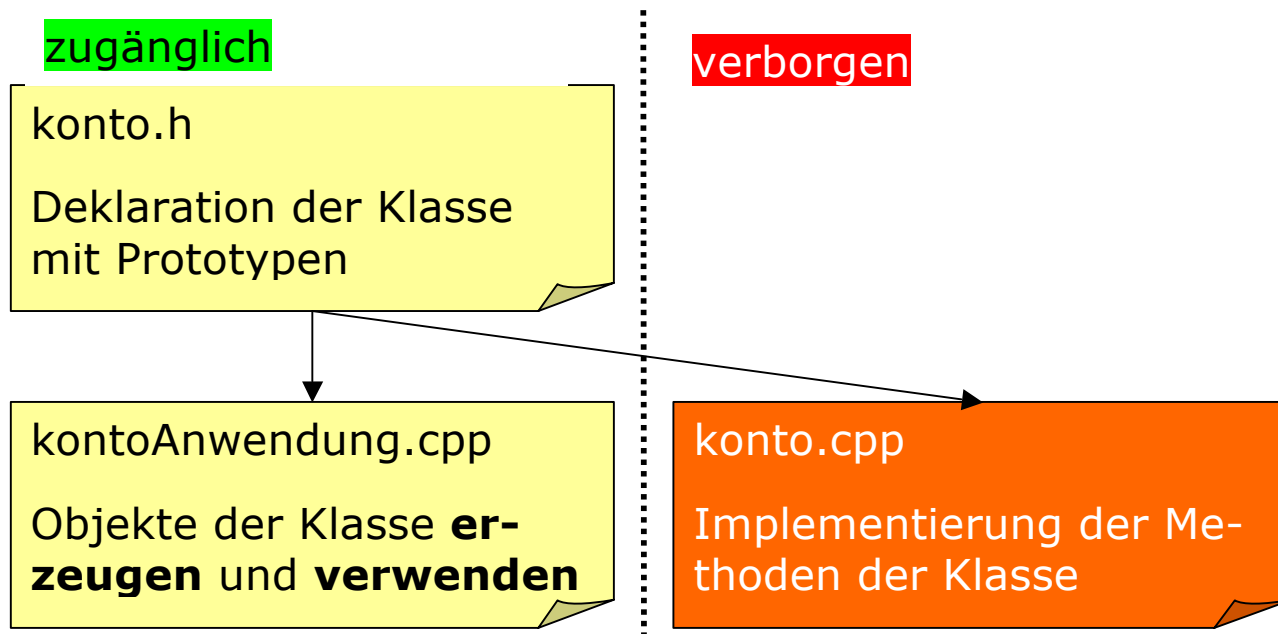 zugänglich
verborgen
konto.h
Deklaration der Klasse
mit Prototypen
kontoAnwendung.cpp
Objekte der Klasse er-
zeugen und verwenden
konto.cpp
Implementierung der Me-
thoden der Klasse